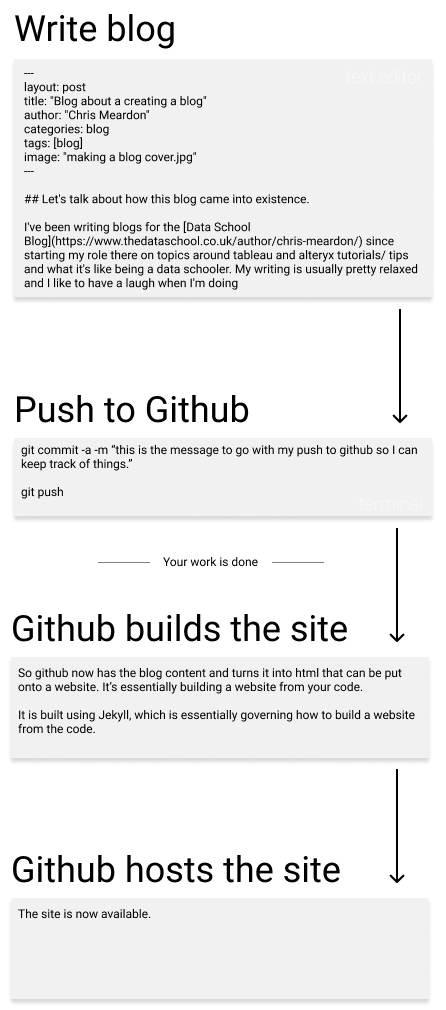 Write blog
text editor
---
layout: post
title: "Blog about a creating a blog"
author: "Chris Meardon"
categories: blog
tags: [blog]
image: "making a blog cover.jpg"
---
## Let's talk about how this blog came into existence.
I've been writing blogs for the [Data School
Blog](https://www.thedataschool.co.uk/author/chris-meardon/) since
starting my role there on topics around tableau and alteryx tutorials/ tips
and what it's like being a data schooler. My writing is usually pretty relaxed
and I like to have a laugh when I'm doing
Push to Github
git commit -a -m “this is the message to go with my push to github so I can
keep track of things.”
git push
terminal
Your work is done
Github builds the site
So github now has the blog content and turns it into html that can be put
onto a website. It’s essentially building a website from your code.
It is built using Jekyll, which is essentially governing how to build a website
from the code.
Github hosts the site
The site is now available.